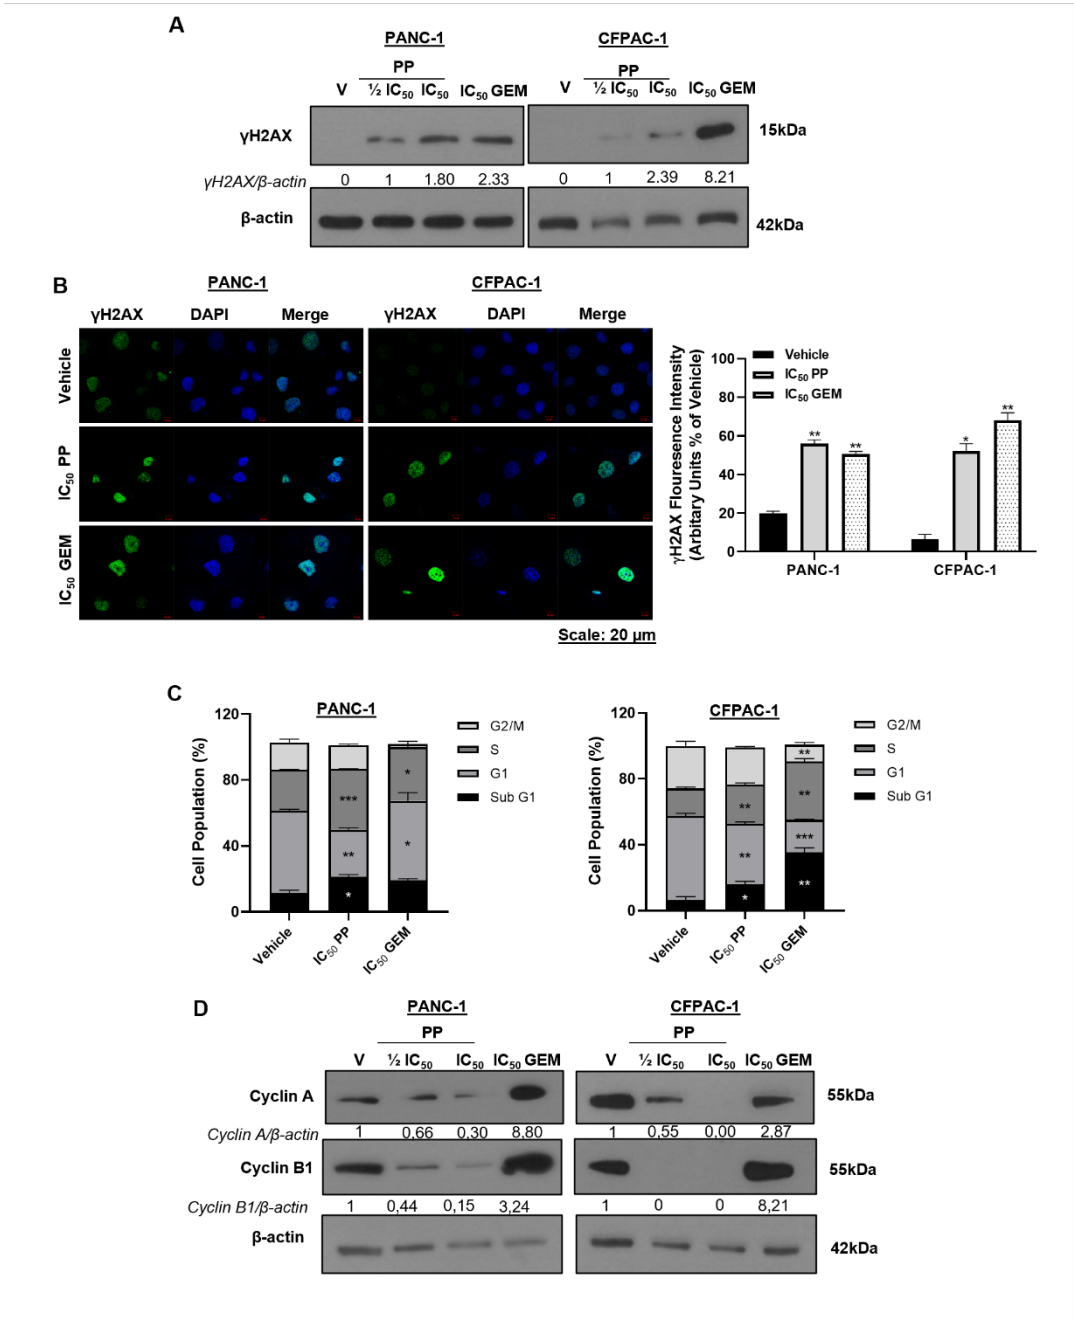 A
PANC-1
CFPAC-1
PP
PP
V ½ IC50 IC50 IC50 GEM
V ½ IC50 IC50 IC50 GEM
γH2AX
15kDa
γH2AX/β-actin 0 1 1.80 2.33 0 1 2.39 8.21
β-actin
42kDa
B
PANC-1
CFPAC-1
γH2AX DAPI Merge γH2AX DAPI Merge
Vehicle
IC50 PP
IC50 GEM
Scale: 20 µm
γH2AX Flouresence Intensity
(Arbitary Units % of Vehicle)
100
80
60
40
20
0
Vehicle
IC50 PP
IC50 GEM
**
**
*
**
PANC-1
CFPAC-1
C
PANC-1
Cell Population (%)
120
80
40
0
G2/M
S
G1
Sub G1
***
**
*
*
*
Vehicle
IC50 PP
IC50 GEM
CFPAC-1
Cell Population (%)
120
80
40
0
G2/M
S
G1
Sub G1
**
**
*
**
**
***
**
Vehicle
IC50 PP
IC50 GEM
D
PANC-1
CFPAC-1
PP
PP
V ½ IC50 IC50 IC50 GEM
V ½ IC50 IC50 IC50 GEM
Cyclin A
55kDa
Cyclin A/β-actin 1 0,66 0,30 8,80 1 0,55 0,00 2,87
Cyclin B1
55kDa
Cyclin B1/β-actin 1 0,44 0,15 3,24 1 0 0 8,21
β-actin
42kDa